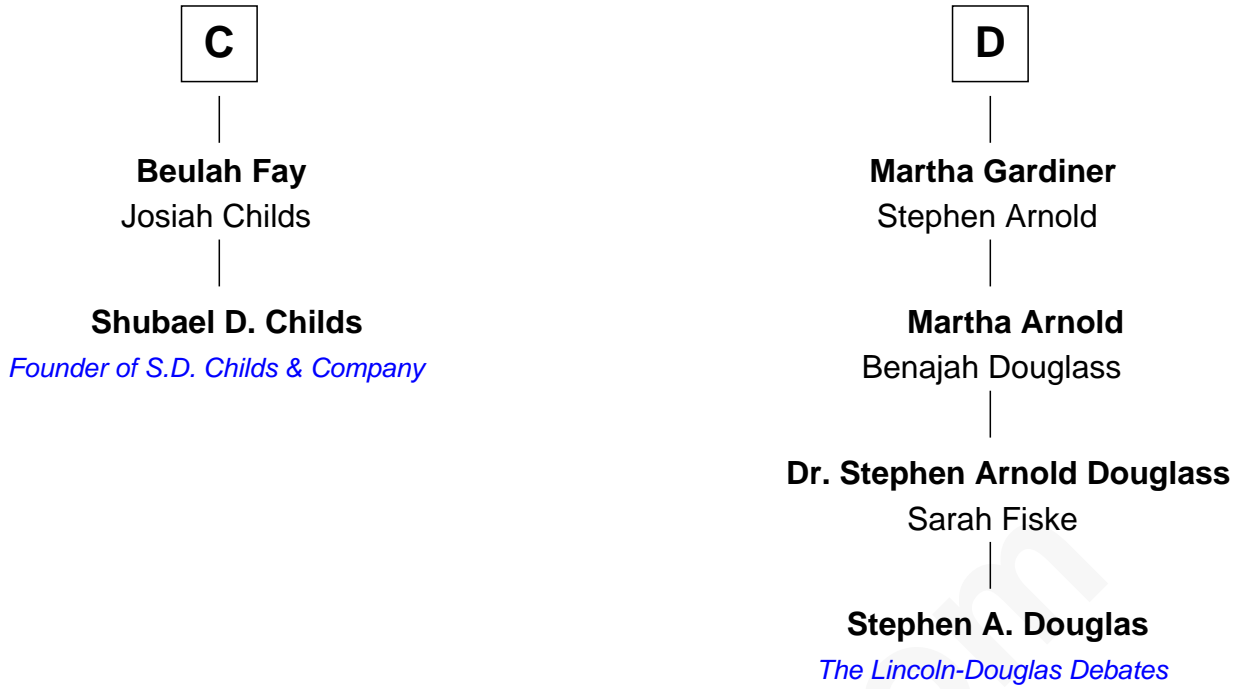 C
Beulah Fay
Josiah Childs
Shubael D. Childs
Founder of S.D. Childs & Company
D
Martha Gardiner
Stephen Arnold
Martha Arnold
Benajah Douglass
Dr. Stephen Arnold Douglass
Sarah Fiske
Stephen A. Douglas
The Lincoln-Douglas Debates